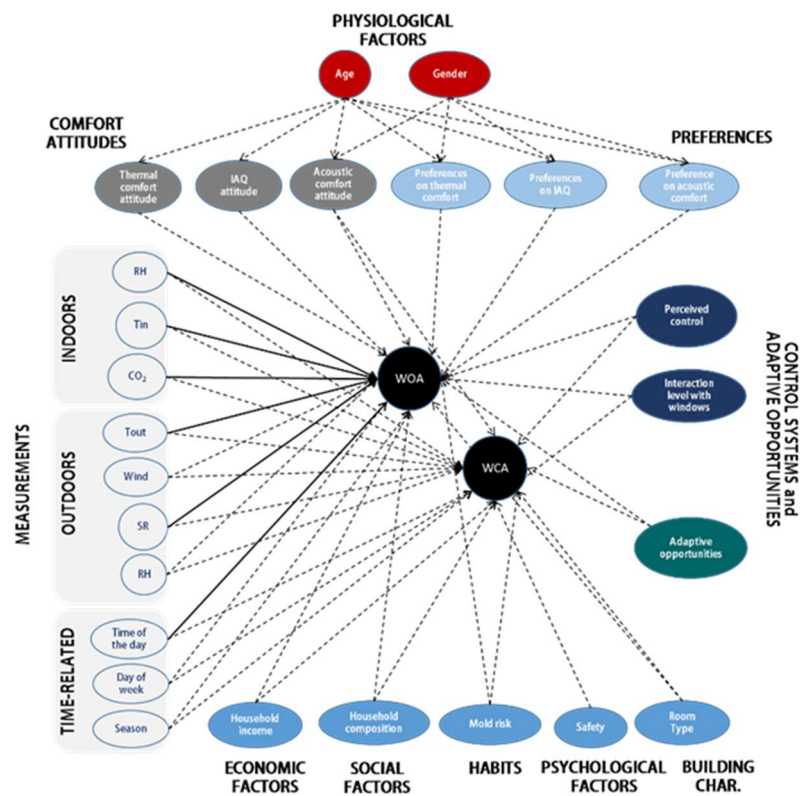 PHYSIOLOGICAL
FACTORS
Age
Gender
COMFORT
ATTITUDES
PREFERENCES
Thermal
comfort
attitude
IAQ
attitude
Acoustic
comfort
attitude
Preferences
on thermal
comfort
Preferences
on IAQ
Preference
on acoustic
comfort
MEASUREMENTS
INDOORS
RH
Tin
CO₂
OUTDOORS
Tout
Wind
SR
RH
TIME-RELATED
Time of
the day
Day of
week
Season
WOA
WCA
Perceived
control
Interaction
level with
windows
Adaptive
opportunities
CONTROL SYSTEMS and
ADAPTIVE OPPORTUNITIES
Household
income
Household
composition
Mold risk
Safety
Room
Type
ECONOMIC
FACTORS
SOCIAL
FACTORS
HABITS
PSYCHOLOGICAL
FACTORS
BUILDING
CHAR.